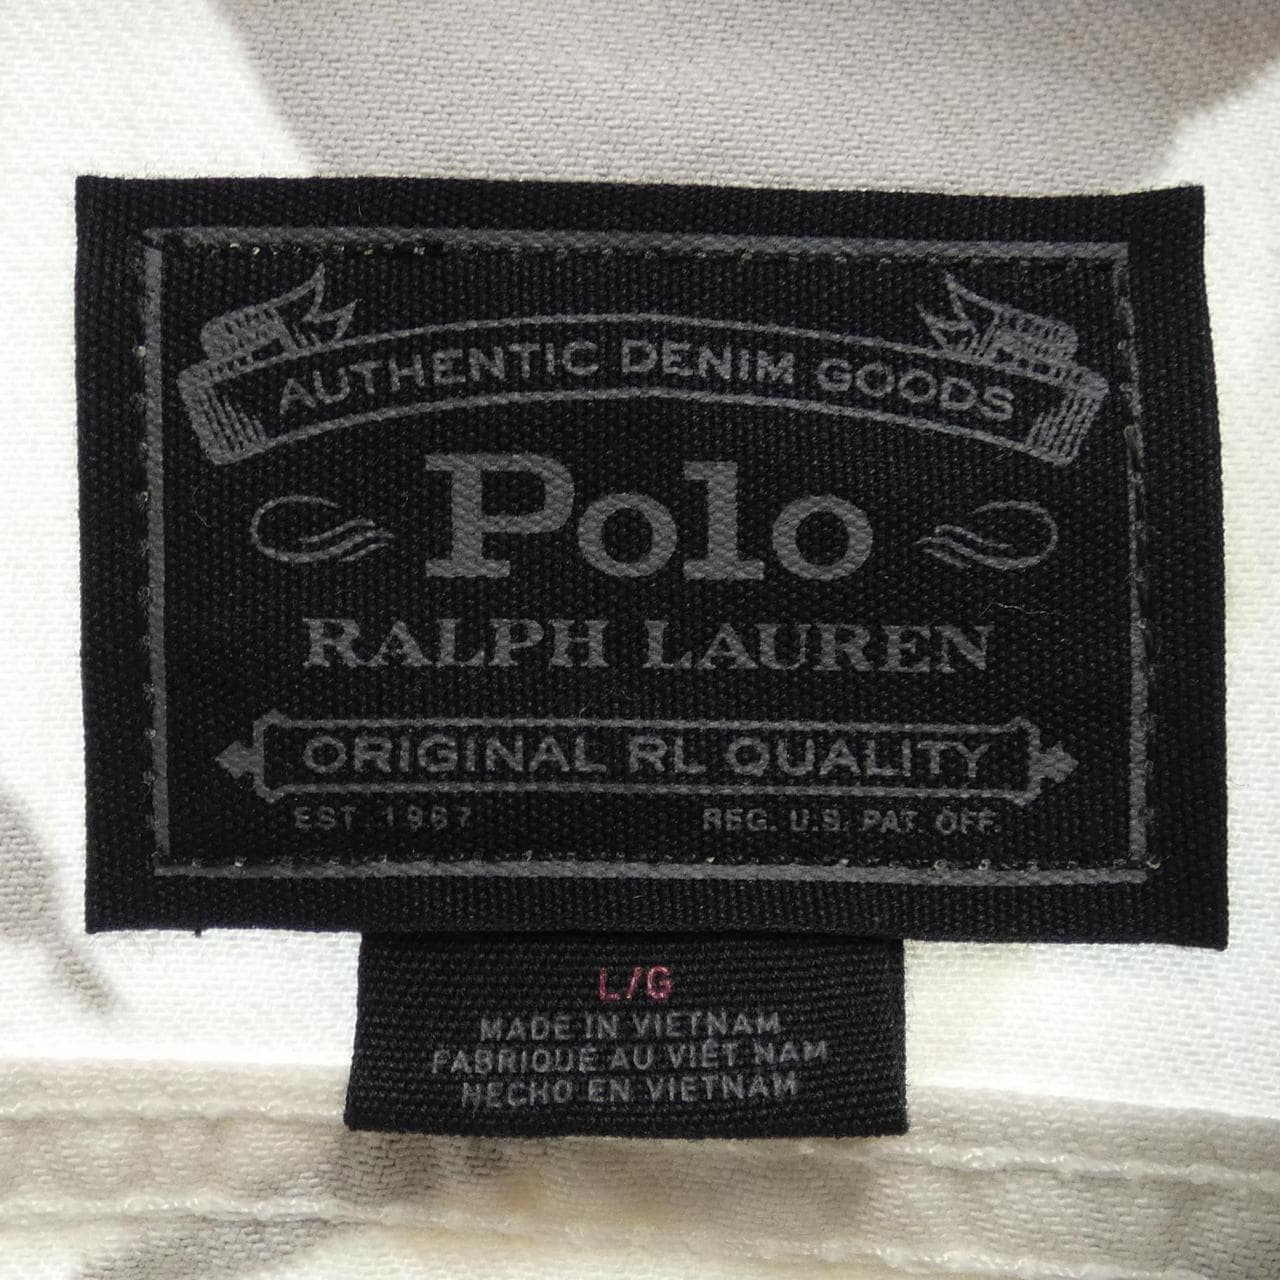 AUTHENTIC DENIM GOODS
Polo
RALPH LAUREN
ORIGINAL RL QUALITY
EST. 1967 REG. U.S. PAT. OFF.
L/G
MADE IN VIETNAM
FABRIQUÉ AU VIÊT NAM
HECHO EN VIETNAM